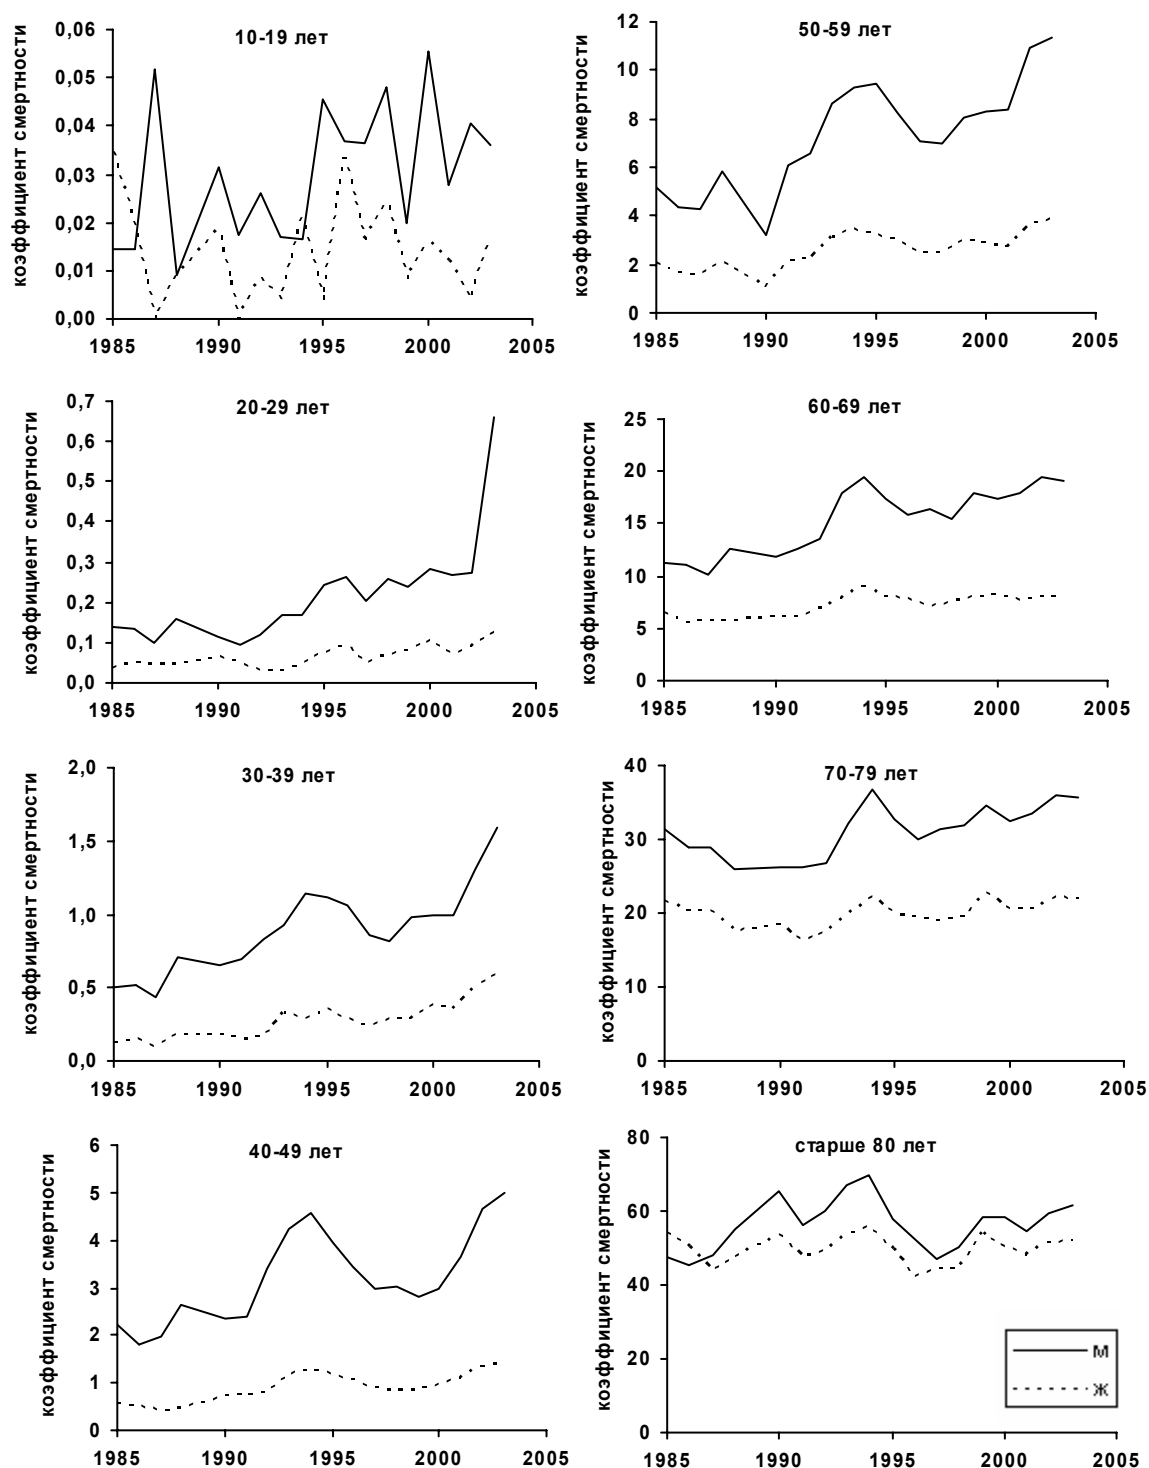 коэффициент смертности
10-19 лет
0,06
0,05
0,04
0,03
0,02
0,01
0,00
1985 1990 1995 2000 2005
коэффициент смертности
50-59 лет
12
10
8
6
4
2
0
1985 1990 1995 2000 2005
коэффициент смертности
20-29 лет
0,7
0,6
0,5
0,4
0,3
0,2
0,1
0,0
1985 1990 1995 2000 2005
коэффициент смертности
60-69 лет
25
20
15
10
5
0
1985 1990 1995 2000 2005
коэффициент смертности
30-39 лет
2,0
1,5
1,0
0,5
0,0
1985 1990 1995 2000 2005
коэффициент смертности
70-79 лет
40
30
20
10
0
1985 1990 1995 2000 2005
коэффициент смертности
40-49 лет
6
5
4
3
2
1
0
1985 1990 1995 2000 2005
коэффициент смертности
старше 80 лет
80
60
40
20
0
1985 1990 1995 2000 2005
М
Ж